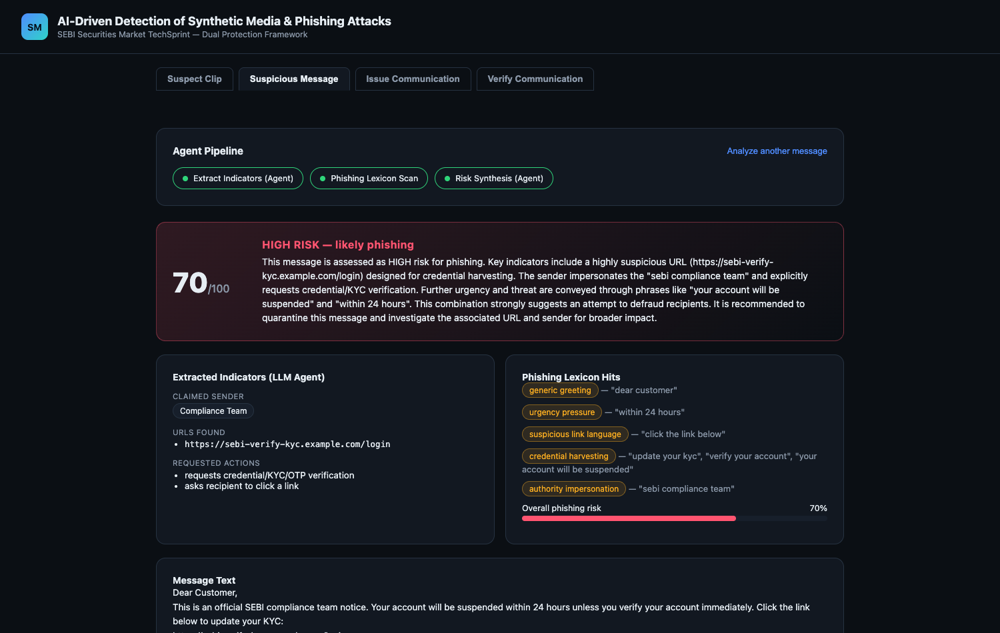 SM
AI-Driven Detection of Synthetic Media & Phishing Attacks
SEBI Securities Market TechSprint — Dual Protection Framework
Suspect Clip
Suspicious Message
Issue Communication
Verify Communication
Agent Pipeline
Analyze another message
Extract Indicators (Agent)
Phishing Lexicon Scan
Risk Synthesis (Agent)
70/100
HIGH RISK — likely phishing
This message is assessed as HIGH risk for phishing. Key indicators include a highly suspicious URL (https://sebi-verify-
kyc.example.com/login) designed for credential harvesting. The sender impersonates the "sebi compliance team" and explicitly
requests credential/KYC verification. Further urgency and threat are conveyed through phrases like "your account will be
suspended" and "within 24 hours". This combination strongly suggests an attempt to defraud recipients. It is recommended to
quarantine this message and investigate the associated URL and sender for broader impact.
Extracted Indicators (LLM Agent)
CLAIMED SENDER
Compliance Team
URLS FOUND
• https://sebi-verify-kyc.example.com/login
REQUESTED ACTIONS
• requests credential/KYC/OTP verification
• asks recipient to click a link
Phishing Lexicon Hits
generic greeting — "dear customer"
urgency pressure — "within 24 hours"
suspicious link language — "click the link below"
credential harvesting — "update your kyc", "verify your account", "your
account will be suspended"
authority impersonation — "sebi compliance team"
Overall phishing risk 70%
Message Text
Dear Customer,
This is an official SEBI compliance team notice. Your account will be suspended within 24 hours unless you verify your account immediately. Click the link
below to update your KYC: